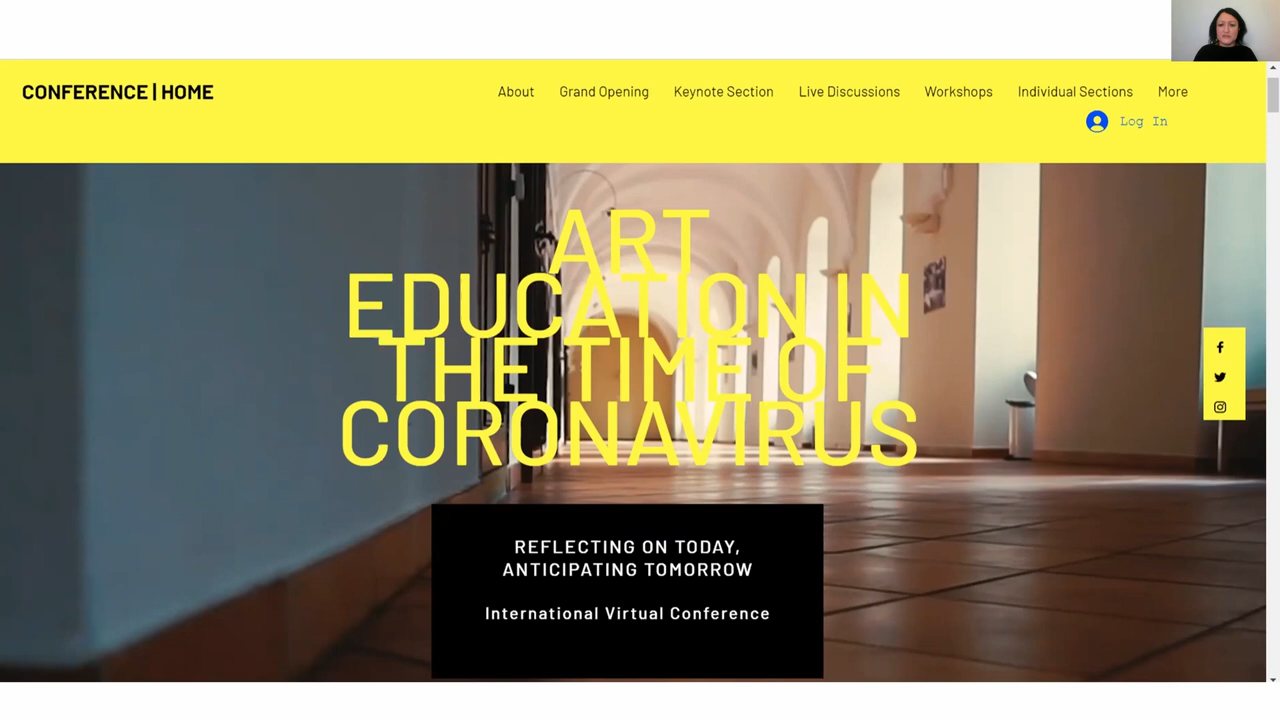 CONFERENCE | HOME
About Grand Opening Keynote Section Live Discussions Workshops Individual Sections More
Log In
ART
EDUCATION IN
THE TIME OF
CORONAVIRUS
REFLECTING ON TODAY,
ANTICIPATING TOMORROW
International Virtual Conference